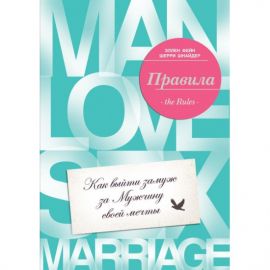 MAN
LOVE
SEX
MARRIAGE
ЭЛЛЕН ФЕЙН
ШЕРРИ ШНАЙДЕР
Правила
- the Rules -
Как выйти замуж
за Мужчину
своей мечты